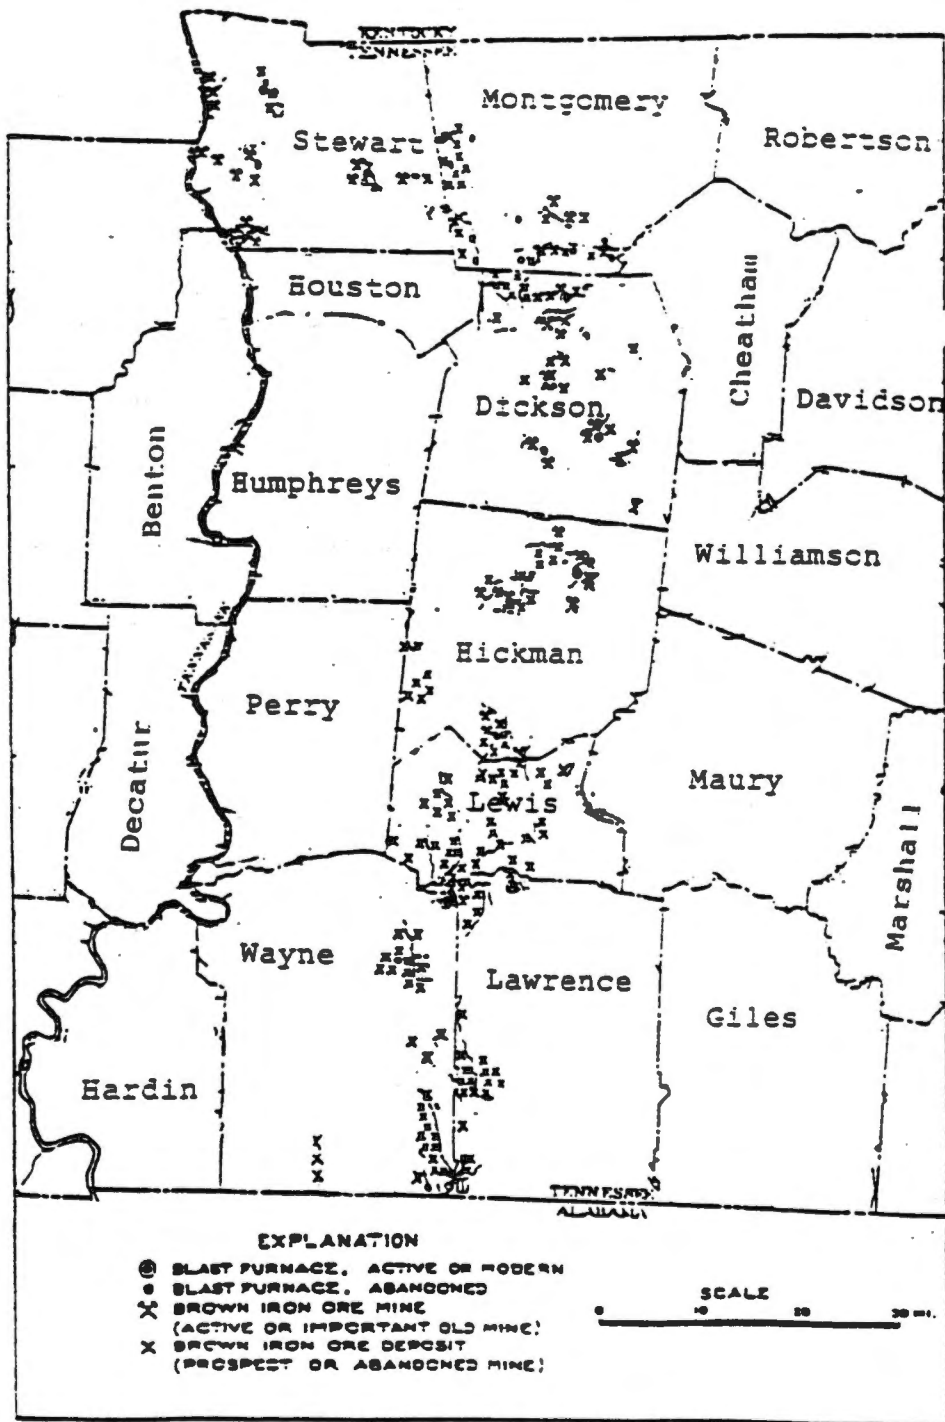 KENTUCKY
TENNESSEE
Montgomery
Stewart
Robertson
Houston
Cheatham
Dickson
Davidson
Benton
Humphreys
Williamson
Hickman
Perry
Decatur
Maury
Lewis
Marshall
Wayne
Lawrence
Giles
Hardin
TENNESSEE
ALABAMA
EXPLANATION
BLAST FURNACE, ACTIVE OR MODERN
BLAST FURNACE, ABANDONED
BROWN IRON ORE MINE
(ACTIVE OR IMPORTANT OLD MINE)
BROWN IRON ORE DEPOSIT
(PROSPECT OR ABANDONED MINE)
SCALE
0 10 20 30 MI.